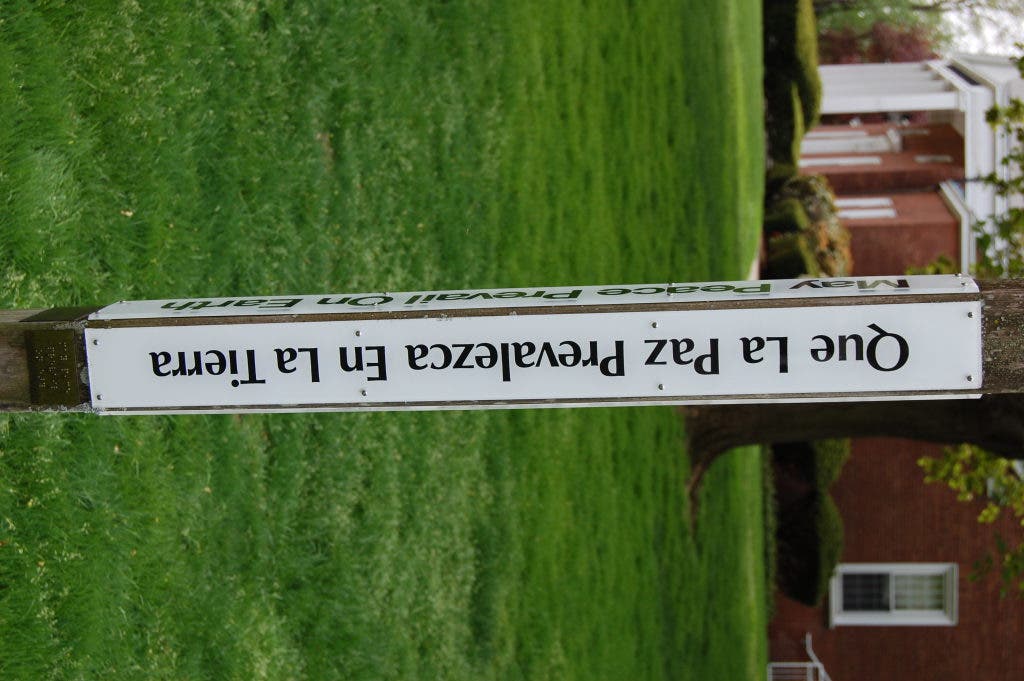 Que La Paz Prevalezca En La Tierra
May Peace Prevail On Earth